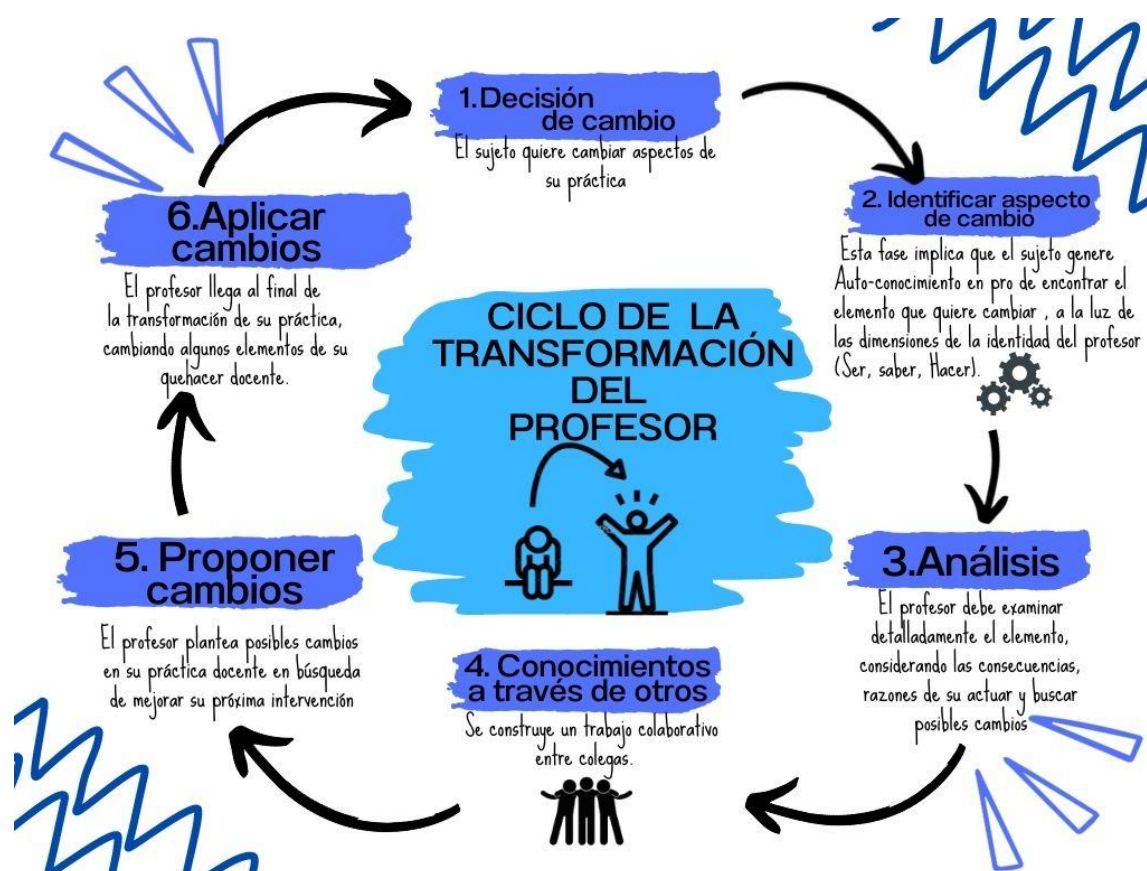 1.Decisión
de cambio
El sujeto quiere cambiar aspectos de
su práctica
2. Identificar aspecto
de cambio
Esta fase implica que el sujeto genere
Auto-conocimiento en pro de encontrar el
elemento que quiere cambiar , a la luz de
las dimensiones de la identidad del profesor
(Ser, saber, Hacer).
3.Análisis
El profesor debe examinar
detalladamente el elemento,
considerando las consecuencias,
razones de su actuar y buscar
posibles cambios
4. Conocimientos
a través de otros
Se construye un trabajo colaborativo
entre colegas.
5. Proponer
cambios
El profesor plantea posibles cambios
en su práctica docente en búsqueda
de mejorar su próxima intervención
6.Aplicar
cambios
El profesor llega al final de
la transformación de su práctica,
cambiando algunos elementos de su
quehacer docente.
CICLO DE LA
TRANSFORMACIÓN
DEL
PROFESOR